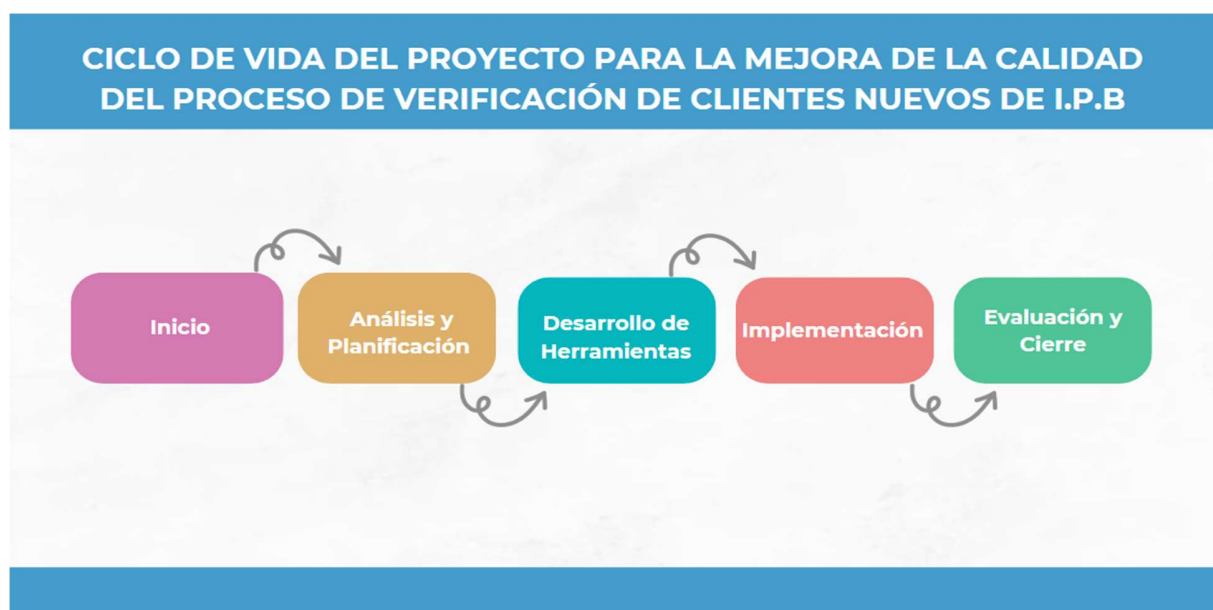 CICLO DE VIDA DEL PROYECTO PARA LA MEJORA DE LA CALIDAD
DEL PROCESO DE VERIFICACIÓN DE CLIENTES NUEVOS DE I.P.B
Inicio
Análisis y
Planificación
Desarrollo de
Herramientas
Implementación
Evaluación y
Cierre